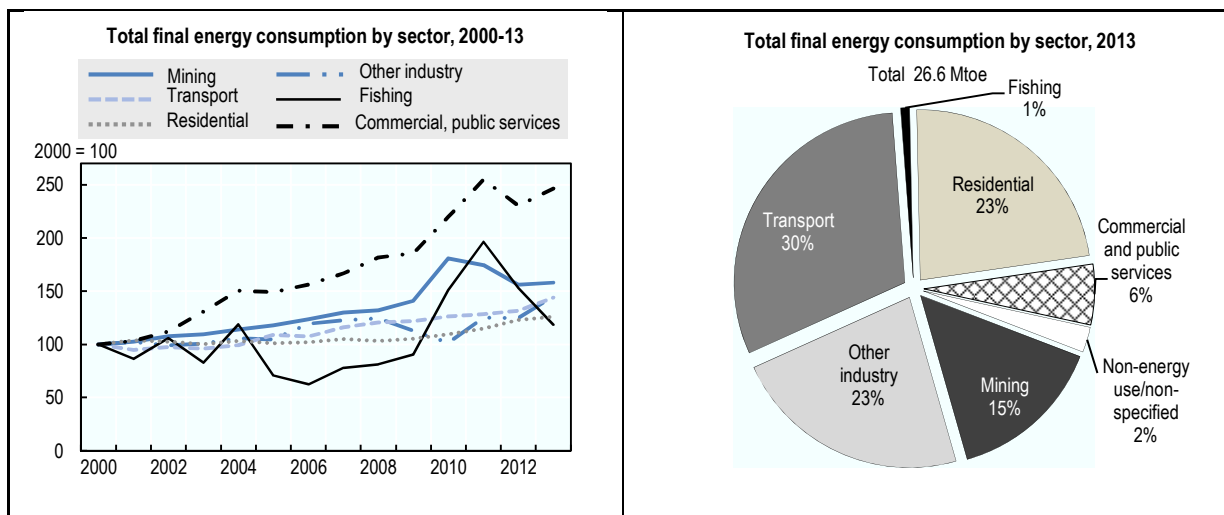 Total final energy consumption by sector, 2000-13
Mining
Other industry
Transport
Fishing
Residential
Commercial, public services
2000 = 100
250
200
150
100
50
0
2000
2002
2004
2006
2008
2010
2012
Total final energy consumption by sector, 2013
Total 26.6 Mtoe
Fishing
1%
Residential
23%
Commercial
and public
services
6%
Non-energy
use/non-
specified
2%
Mining
15%
Other
industry
23%
Transport
30%